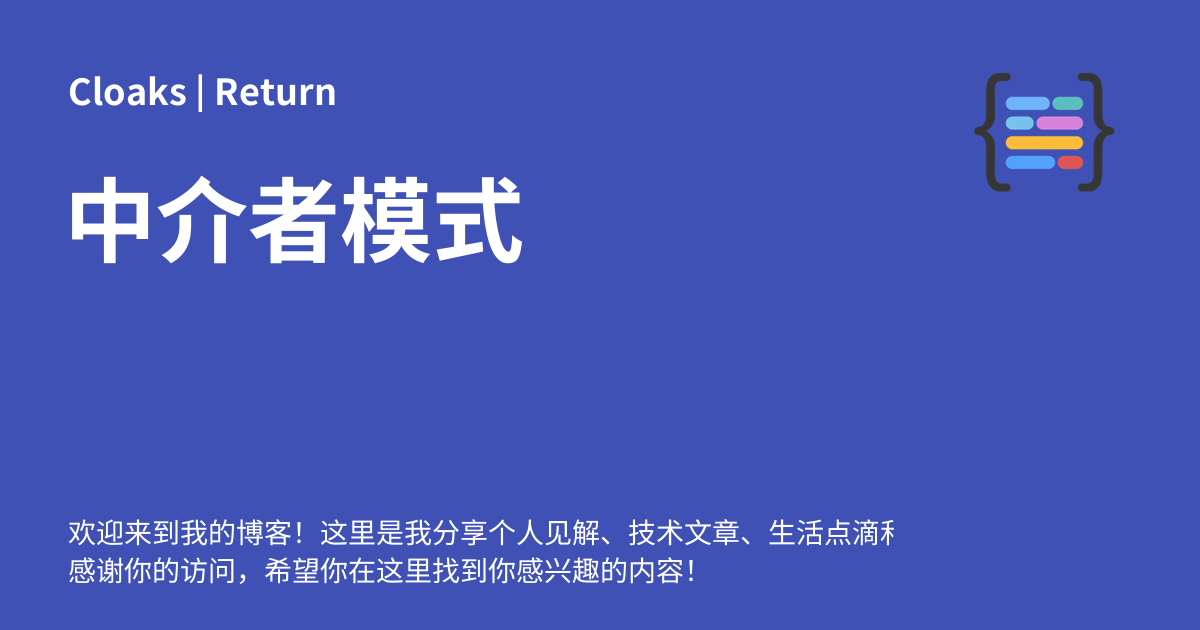 Cloaks | Return
中介者模式
欢迎来到我的博客！这里是我分享个人见解、技术文章、生活点滴
感谢你的访问，希望你在这里找到你感兴趣的内容！